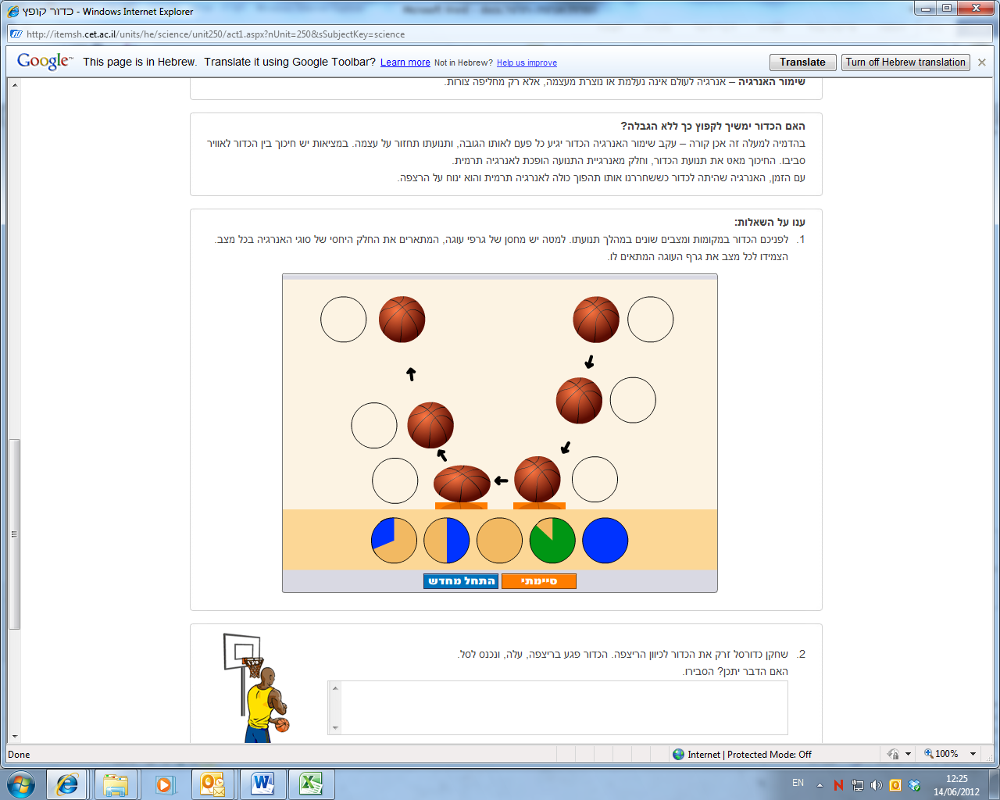 כדור קופץ - Windows Internet Explorer
http://itemsh.cet.ac.il/units/he/science/unit250/act1.aspx?nUnit=250&sSubjectKey=science
Google™ This page is in Hebrew. Translate it using Google Toolbar? Learn more Not in Hebrew? Help us improve Translate Turn off Hebrew translation
שימור האנרגיה – אנרגיה לעולם אינה נעלמת או נוצרת מעצמה, אלא רק מחליפה צורות.
האם הכדור ימשיך לקפוץ כך ללא הגבלה?
בהדמיה למעלה זה אכן קורה – עקב שימור האנרגיה הכדור יגיע כל פעם לאותו הגובה, ותנועתו תחזור על עצמה. במציאות יש חיכוך בין הכדור לאוויר
סביבו. החיכוך מאט את תנועת הכדור, וחלק מאנרגיית התנועה הופכת לאנרגיה תרמית.
עם הזמן, האנרגיה שהיתה לכדור כששחררנו אותו תהפוך כולה לאנרגיה תרמית והוא ינוח על הרצפה.
ענו על השאלות:
1. לפניכם הכדור במקומות ומצבים שונים במהלך תנועתו. למטה יש מחסן של גרפי עוגה, המתארים את החלק היחסי של סוגי האנרגיה בכל מצב.
הצמידו לכל מצב את גרף העוגה המתאים לו.
סיימתי
התחל מחדש
2. שחקן כדורסל זרק את הכדור לכיוון הריצפה. הכדור פגע בריצפה, עלה, ונכנס לסל.
האם הדבר יתכן? הסבירו.
Done
Internet | Protected Mode: Off
100%
EN
12:25
14/06/2012